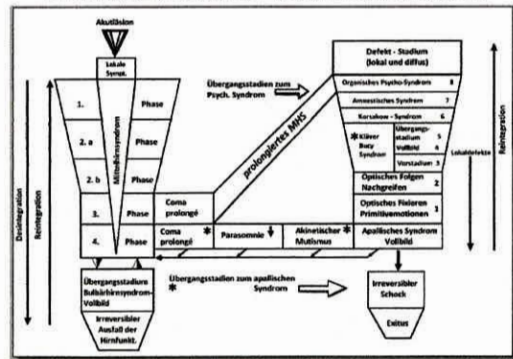 Akutläsion
Lokale
Sympt.
Mittelhirnsyndrom
1. Phase
2. a Phase
2. b Phase
3. Phase
4. Phase
Desintegration
Reintegration
Übergangsstadium
Bulbärhirnsyndrom-
Vollbild
Irreversibler
Ausfall der
Hirnfunkt.
Coma
prolongé
Coma
prolongé *
Parasomnie
Akinetischer *
Mutismus
prolongiertes MHS
Übergangsstadien zum
Psych. Syndrom
Übergangsstadien zum apallischen
* Syndrom
Defekt - Stadium
(lokal und diffus)
Organisches Psycho-Syndrom 8
Amnestisches Syndrom 7
Korsakow - Syndrom 6
* Klüver
Bucy
Syndrom
Übergangs-
stadium 5
Vollbild 4
Vorstadium 3
Optisches Folgen
Nachgreifen 2
Optisches Fixieren
Primitivemotionen 1
Apallisches Syndrom
Vollbild
Irreversibler
Schock
Exitus
Lokaldefekte
Reintegration